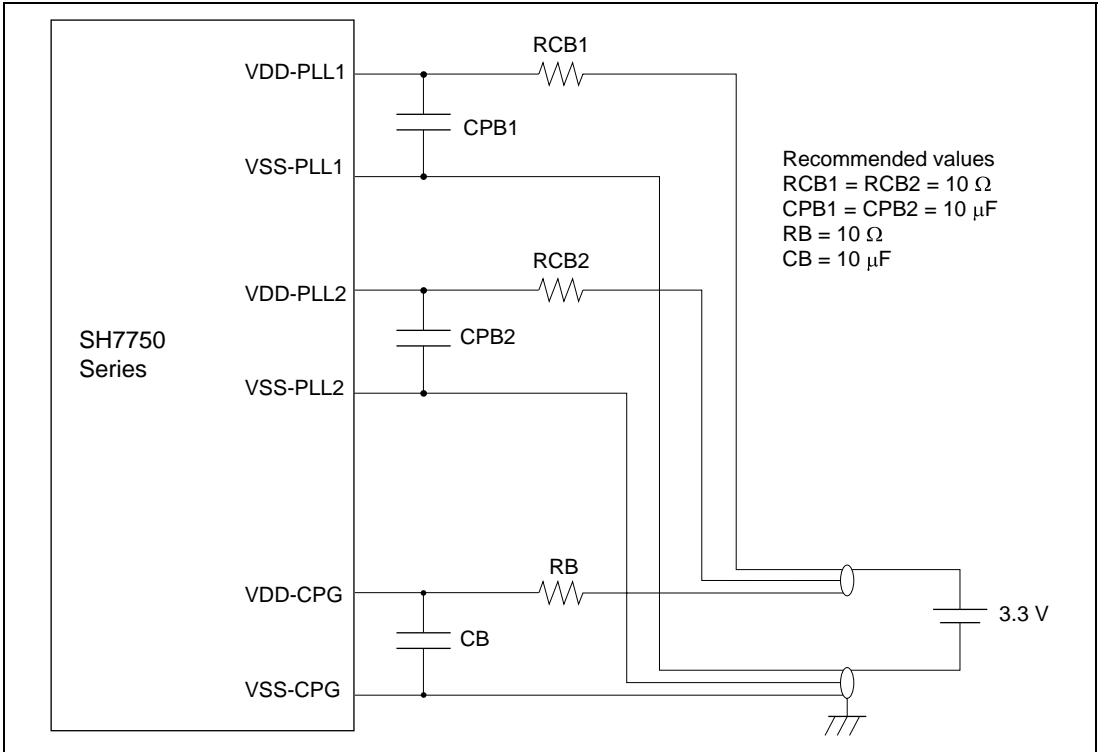 RCB1
VDD-PLL1
CPB1
VSS-PLL1
Recommended values
RCB1 = RCB2 = 10 Ω
CPB1 = CPB2 = 10 μF
RB = 10 Ω
CB = 10 μF
RCB2
VDD-PLL2
CPB2
SH7750
Series
VSS-PLL2
RB
VDD-CPG
3.3 V
CB
VSS-CPG